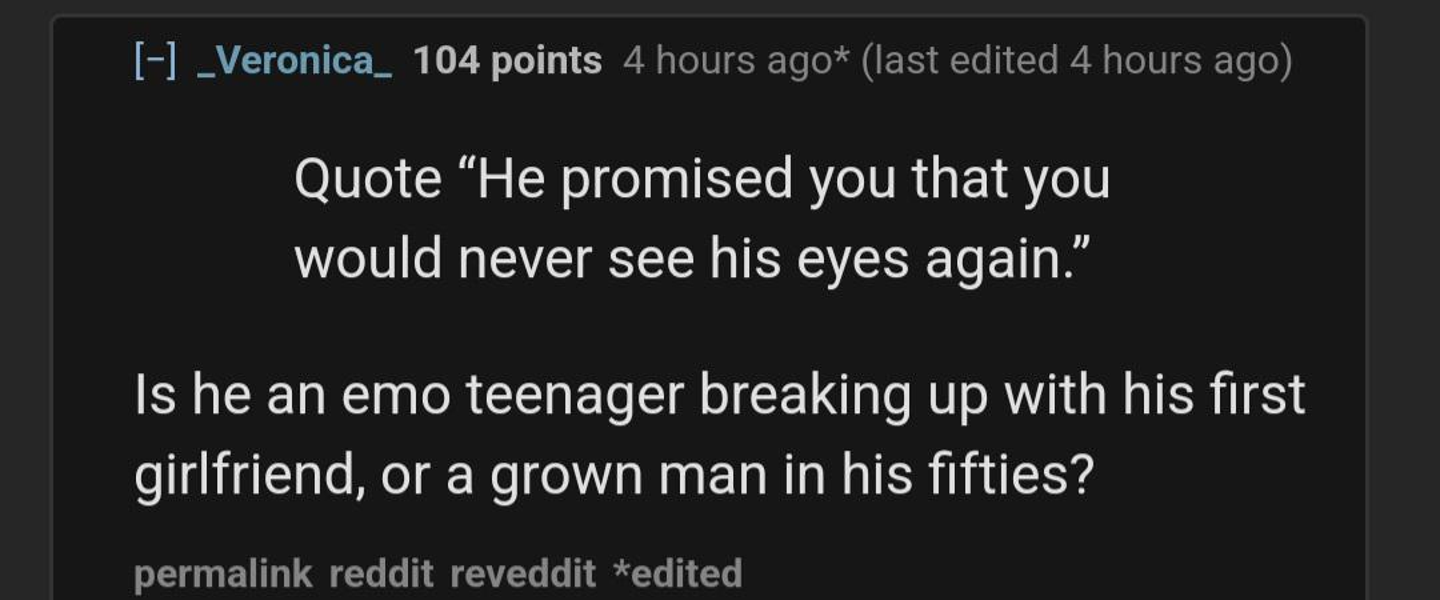 [−] _Veronica_ 104 points 4 hours ago* (last edited 4 hours ago)
Quote “He promised you that you
would never see his eyes again.”
Is he an emo teenager breaking up with his first
girlfriend, or a grown man in his fifties?
permalink reddit reveddit *edited